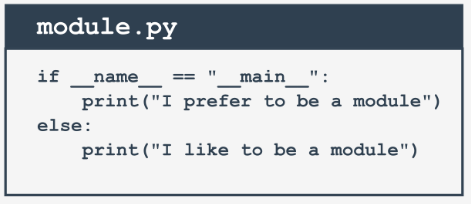 module.py
if __name__ == "__main__":
    print("I prefer to be a module")
else:
    print("I like to be a module")